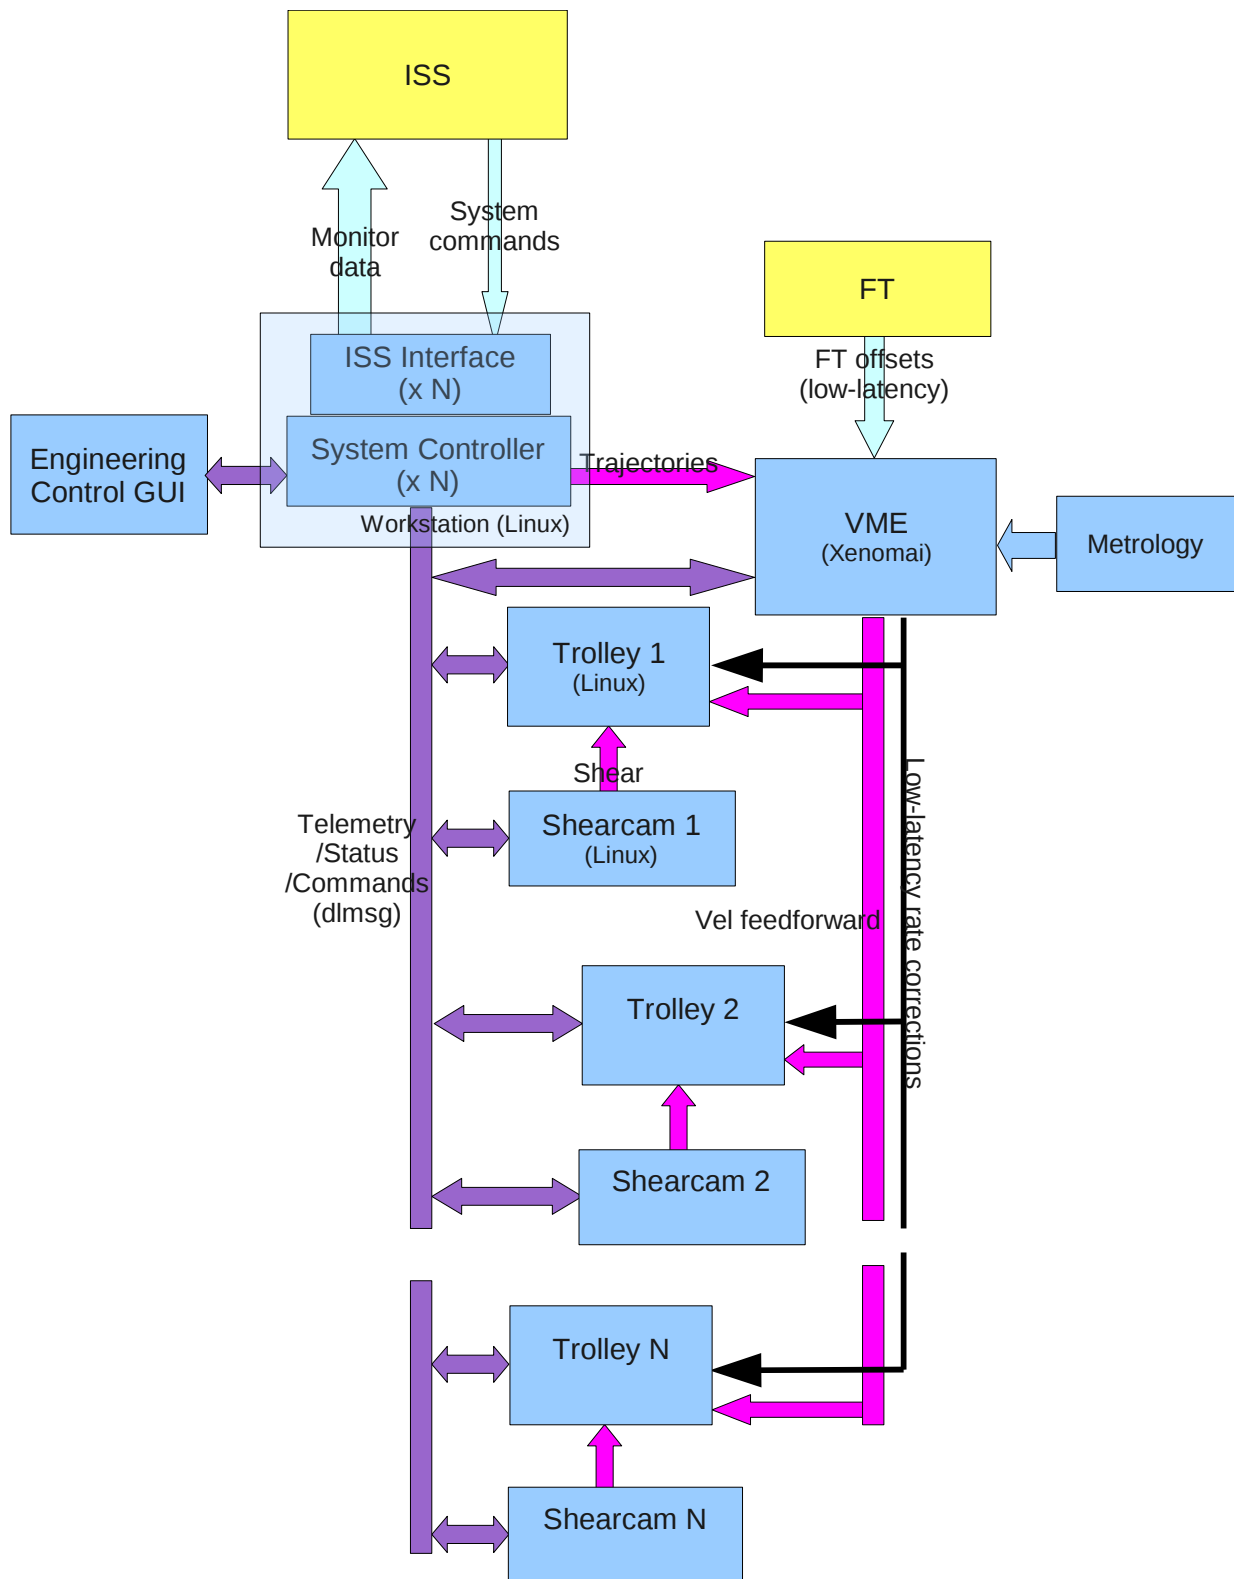 ISS
Monitor
data
System
commands
FT
FT offsets
(low-latency)
ISS Interface
(x N)
System Controller
(x N)
Workstation (Linux)
Engineering
Control GUI
Trajectories
VME
(Xenomai)
Metrology
Trolley 1
(Linux)
Shear
Shearcam 1
(Linux)
Telemetry
/Status
/Commands
(dlmsg)
Vel feedforward
Low-latency rate corrections
Trolley 2
Shearcam 2
Trolley N
Shearcam N